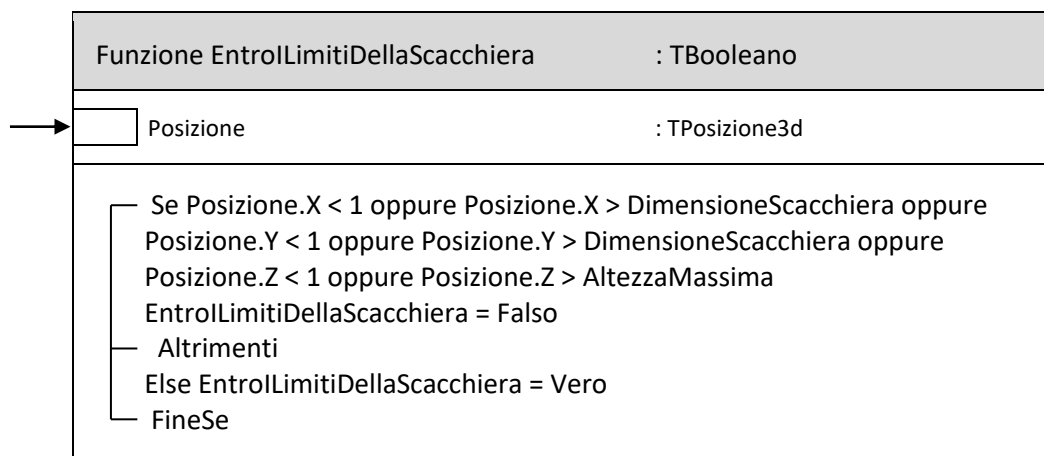 Funzione EntroILimitiDellaScacchiera : TBooleano
Posizione : TPosizione3d
Se Posizione.X < 1 oppure Posizione.X > DimensioneScacchiera oppure
Posizione.Y < 1 oppure Posizione.Y > DimensioneScacchiera oppure
Posizione.Z < 1 oppure Posizione.Z > AltezzaMassima
EntroILimitiDellaScacchiera = Falso
Altrimenti
Else EntroILimitiDellaScacchiera = Vero
FineSe